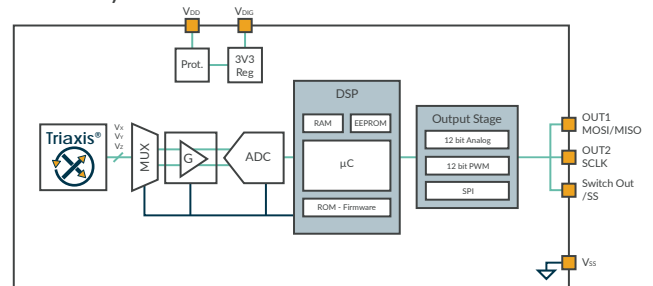 VDD
VDIG
Prot.
3V3
Reg
Triaxis®
VX
VY
VZ
MUX
G
ADC
DSP
RAM
EEPROM
µC
ROM - Firmware
Output Stage
12 bit Analog
12 bit PWM
SPI
OUT1
MOSI/MISO
OUT2
SCLK
Switch Out
/SS
VSS